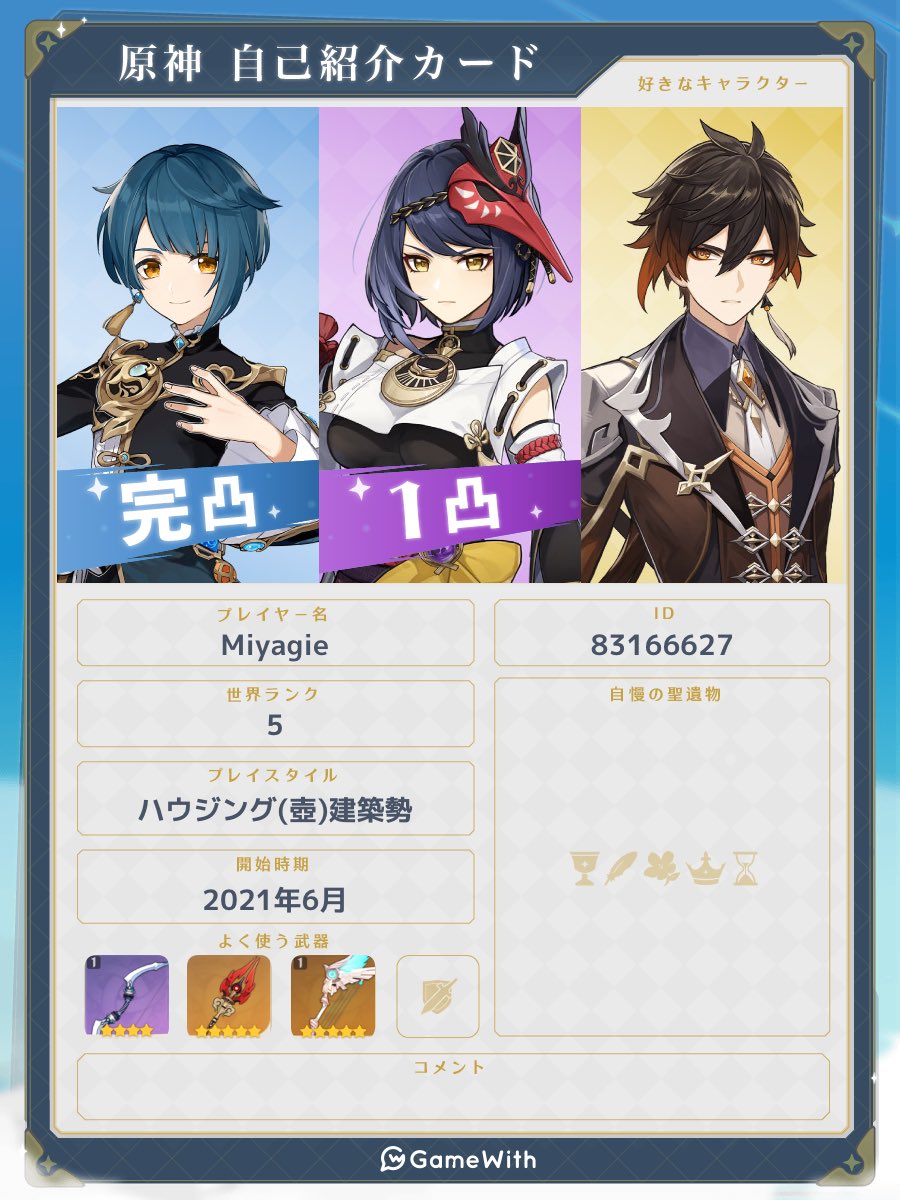 原神 自己紹介カード
好きなキャラクター
完凸
1凸
プレイヤー名
Miyagie
ID
83166627
世界ランク
5
自慢の聖遺物
プレイスタイル
ハウジング(壺)建築勢
開始時期
2021年6月
よく使う武器
1
1
コメント
GameWith